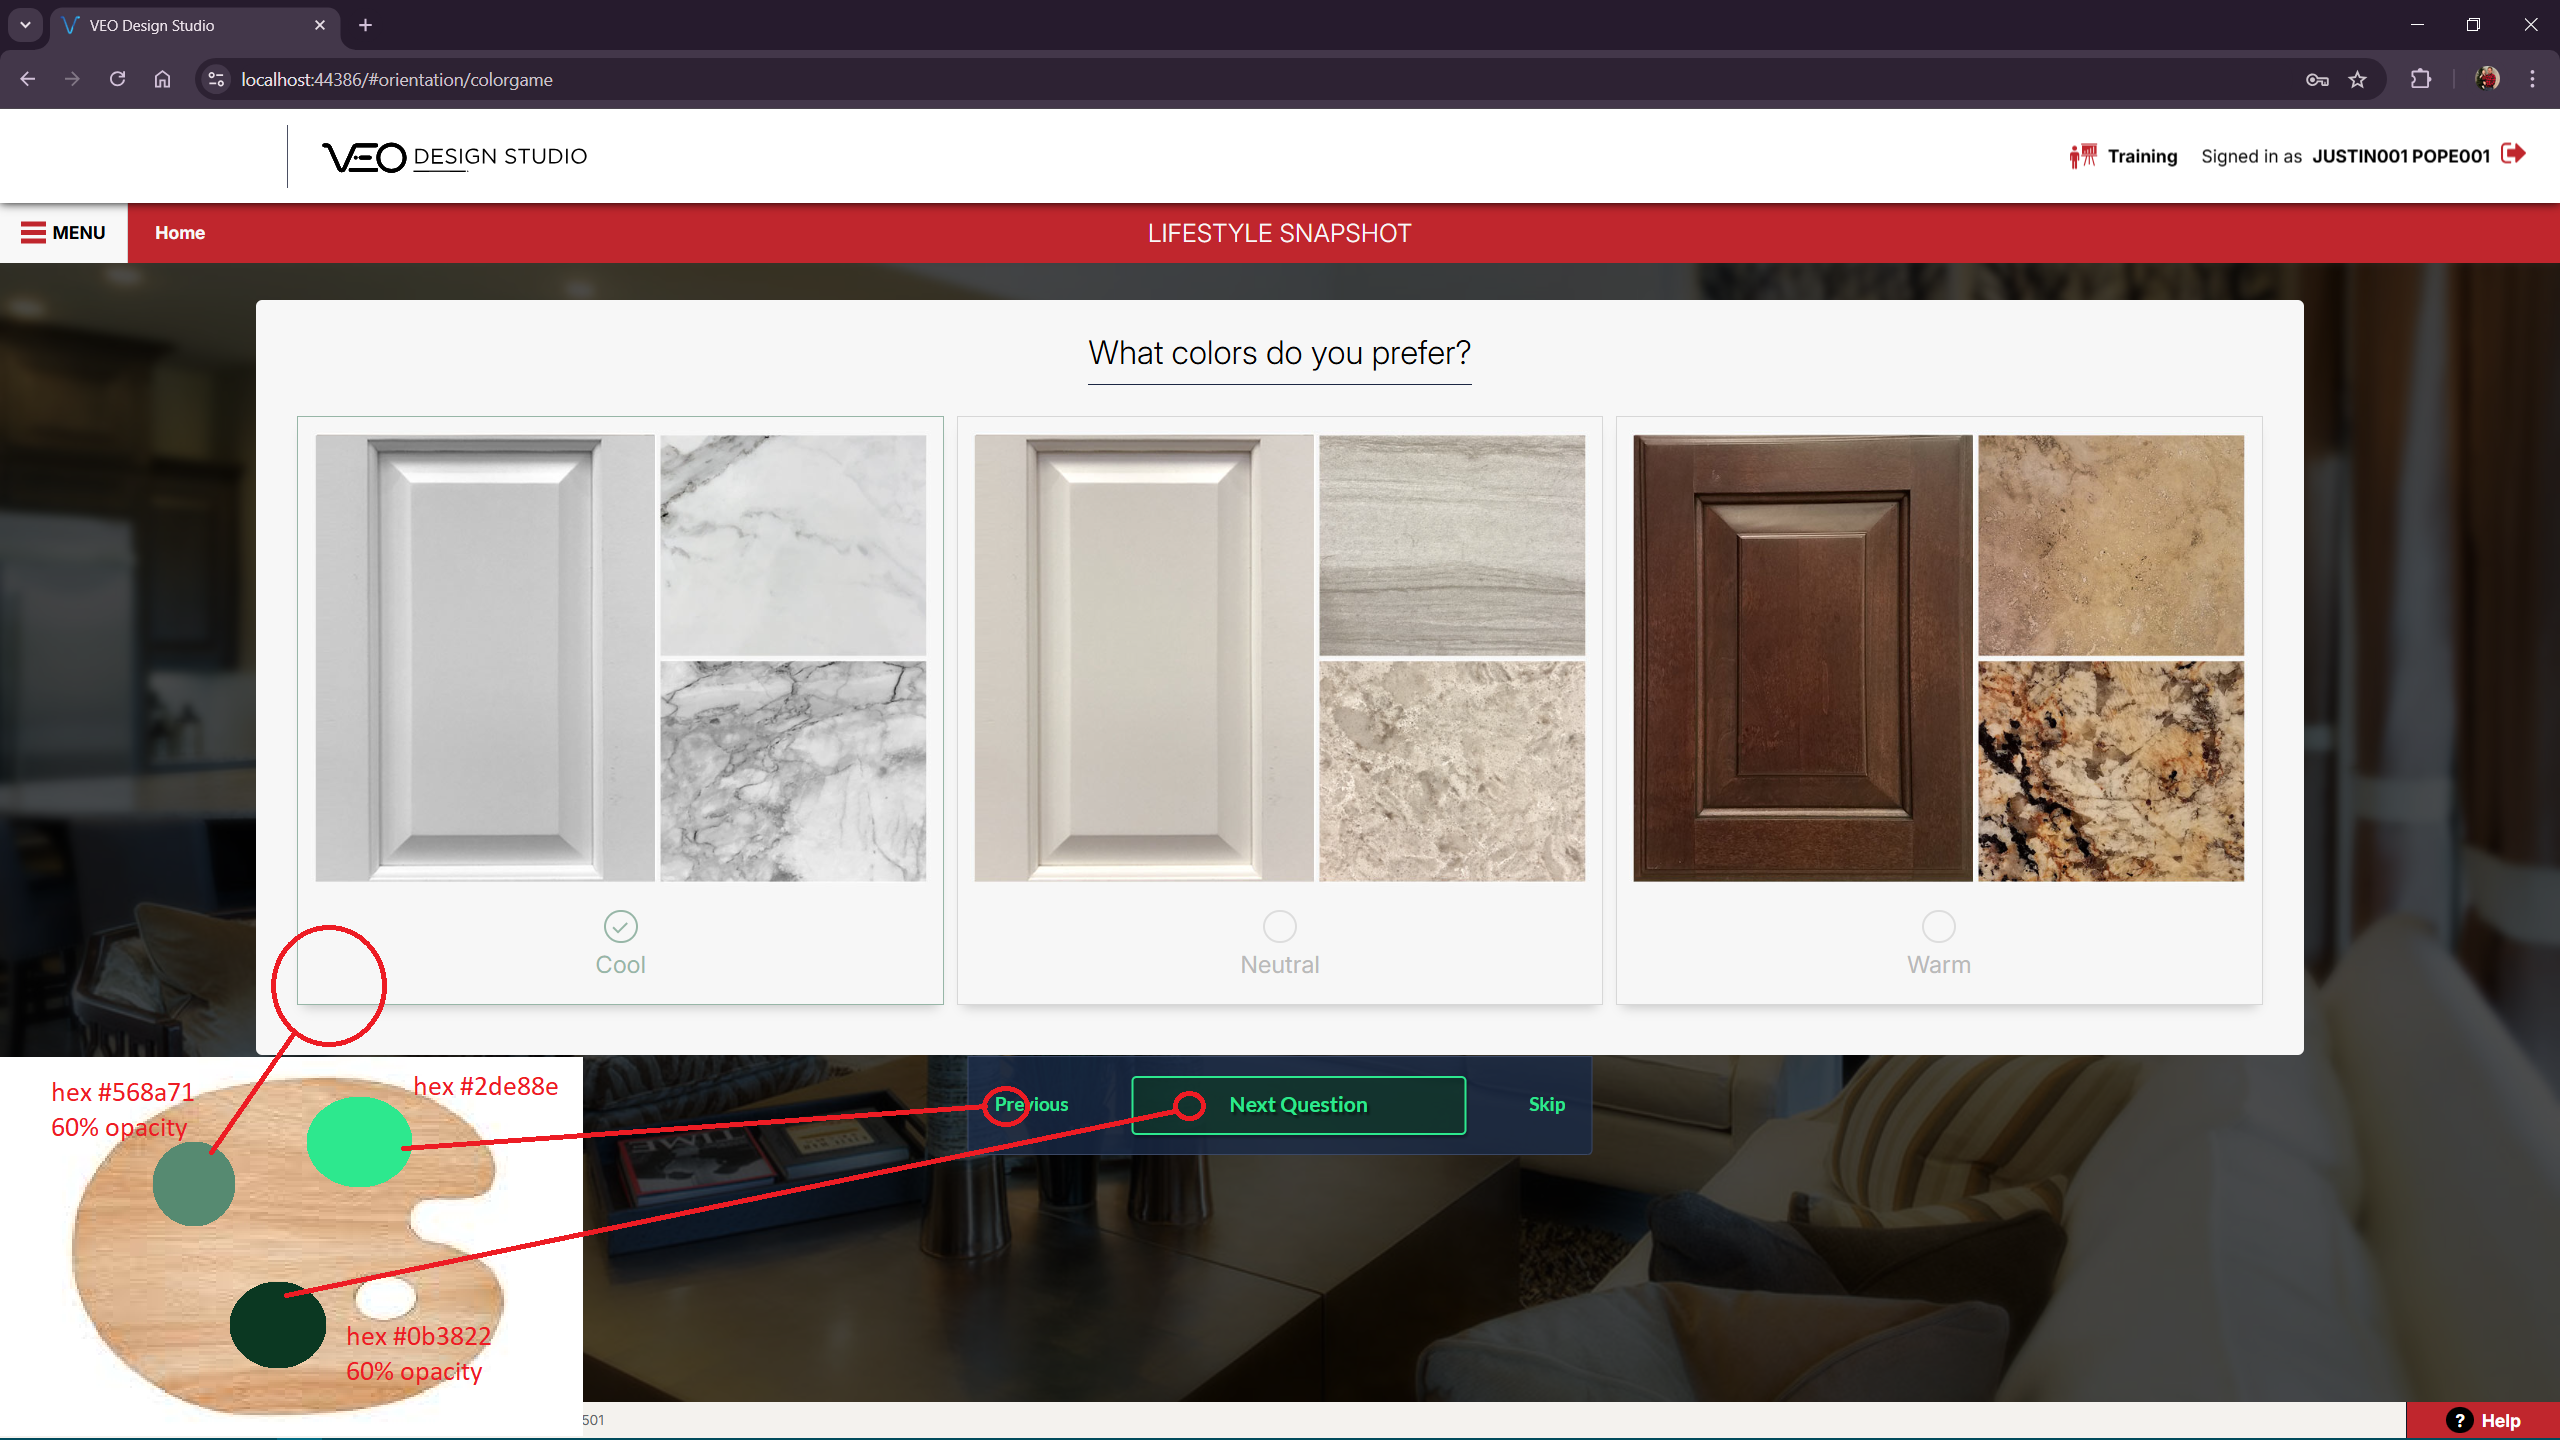 VEO Design Studio
localhost:44386/#orientation/colorgame
VEO DESIGN STUDIO
Training
Signed in as JUSTIN001 POPE001
MENU
Home
LIFESTYLE SNAPSHOT
What colors do you prefer?
Cool
Neutral
Warm
hex #568a71
60% opacity
hex #2de88e
Previous
Next Question
Skip
hex #0b3822
60% opacity
501
? Help